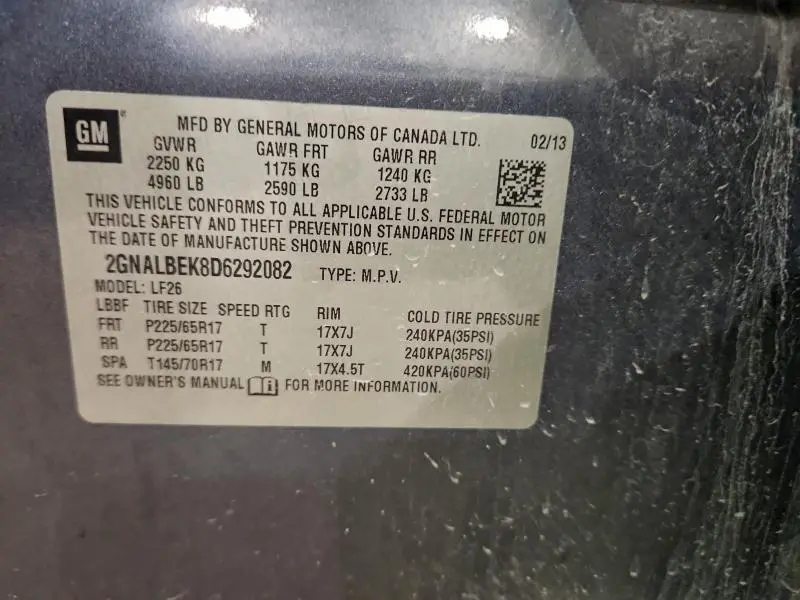 GM
MFD BY GENERAL MOTORS OF CANADA LTD. 02/13
GVWR GAWR FRT GAWR RR
2250 KG 1175 KG 1240 KG
4960 LB 2590 LB 2733 LB
THIS VEHICLE CONFORMS TO ALL APPLICABLE U.S. FEDERAL MOTOR
VEHICLE SAFETY AND THEFT PREVENTION STANDARDS IN EFFECT ON
THE DATE OF MANUFACTURE SHOWN ABOVE.
2GNALBEK8D6292082 TYPE: M.P.V.
MODEL: LF26
LBBF TIRE SIZE SPEED RTG RIM COLD TIRE PRESSURE
FRT P225/65R17 T 17X7J 240KPA(35PSI)
RR P225/65R17 T 17X7J 240KPA(35PSI)
SPA T145/70R17 M 17X4.5T 420KPA(60PSI)
SEE OWNER'S MANUAL FOR MORE INFORMATION.